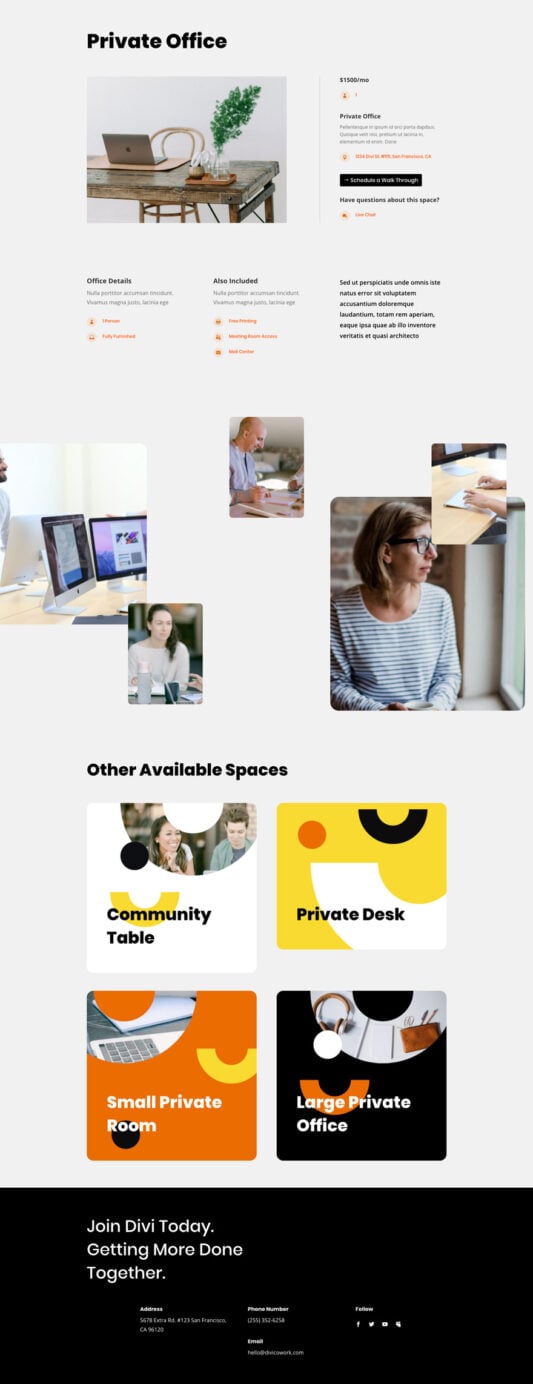 Private Office
$1500/mo
1
Private Office
Pellentesque in ipsum id orci porta dapibus.
Quisque velit nisi, pretium ut lacinia in,
elementum id enim. Done
1234 Divi St. #1111, San Francisco, CA
→ Schedule a Walk Through
Have questions about this space?
Live Chat
Office Details
Nulla porttitor accumsan tincidunt.
Vivamus magna justo, lacinia ege
1 Person
Fully Furnished
Also Included
Nulla porttitor accumsan tincidunt.
Vivamus magna justo, lacinia ege
Free Printing
Meeting Room Access
Mail Center
Sed ut perspiciatis unde omnis iste
natus error sit voluptatem
accusantium doloremque
laudantium, totam rem aperiam,
eaque ipsa quae ab illo inventore
veritatis et quasi architecto
Other Available Spaces
Community
Table
Private Desk
Small Private
Room
Large Private
Office
Join Divi Today.
Getting More Done
Together.
Address
5678 Extra Rd. #123 San Francisco,
CA 96120
Phone Number
(255) 352-6258
Email
hello@divicowork.com
Follow